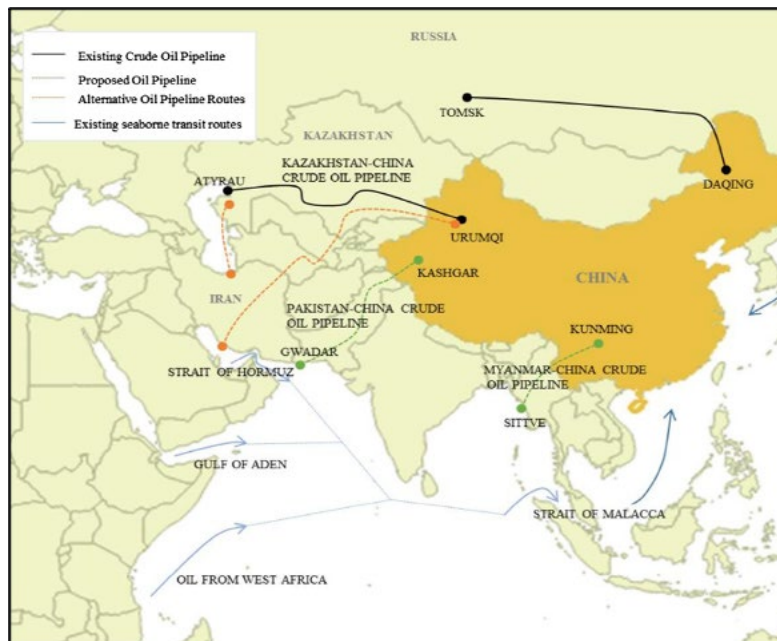 Existing Crude Oil Pipeline
Proposed Oil Pipeline
Alternative Oil Pipeline Routes
Existing seaborne transit routes
RUSSIA
TOMSK
KAZAKHSTAN
KAZAKHSTAN-CHINA
CRUDE OIL PIPELINE
ATYRAU
DAQING
URUMQI
KASHGAR
CHINA
IRAN
PAKISTAN-CHINA CRUDE
OIL PIPELINE
KUNMING
GWADAR
STRAIT OF HORMUZ
MYANMAR-CHINA CRUDE
OIL PIPELINE
SITTVE
GULF OF ADEN
STRAIT OF MALACCA
OIL FROM WEST AFRICA